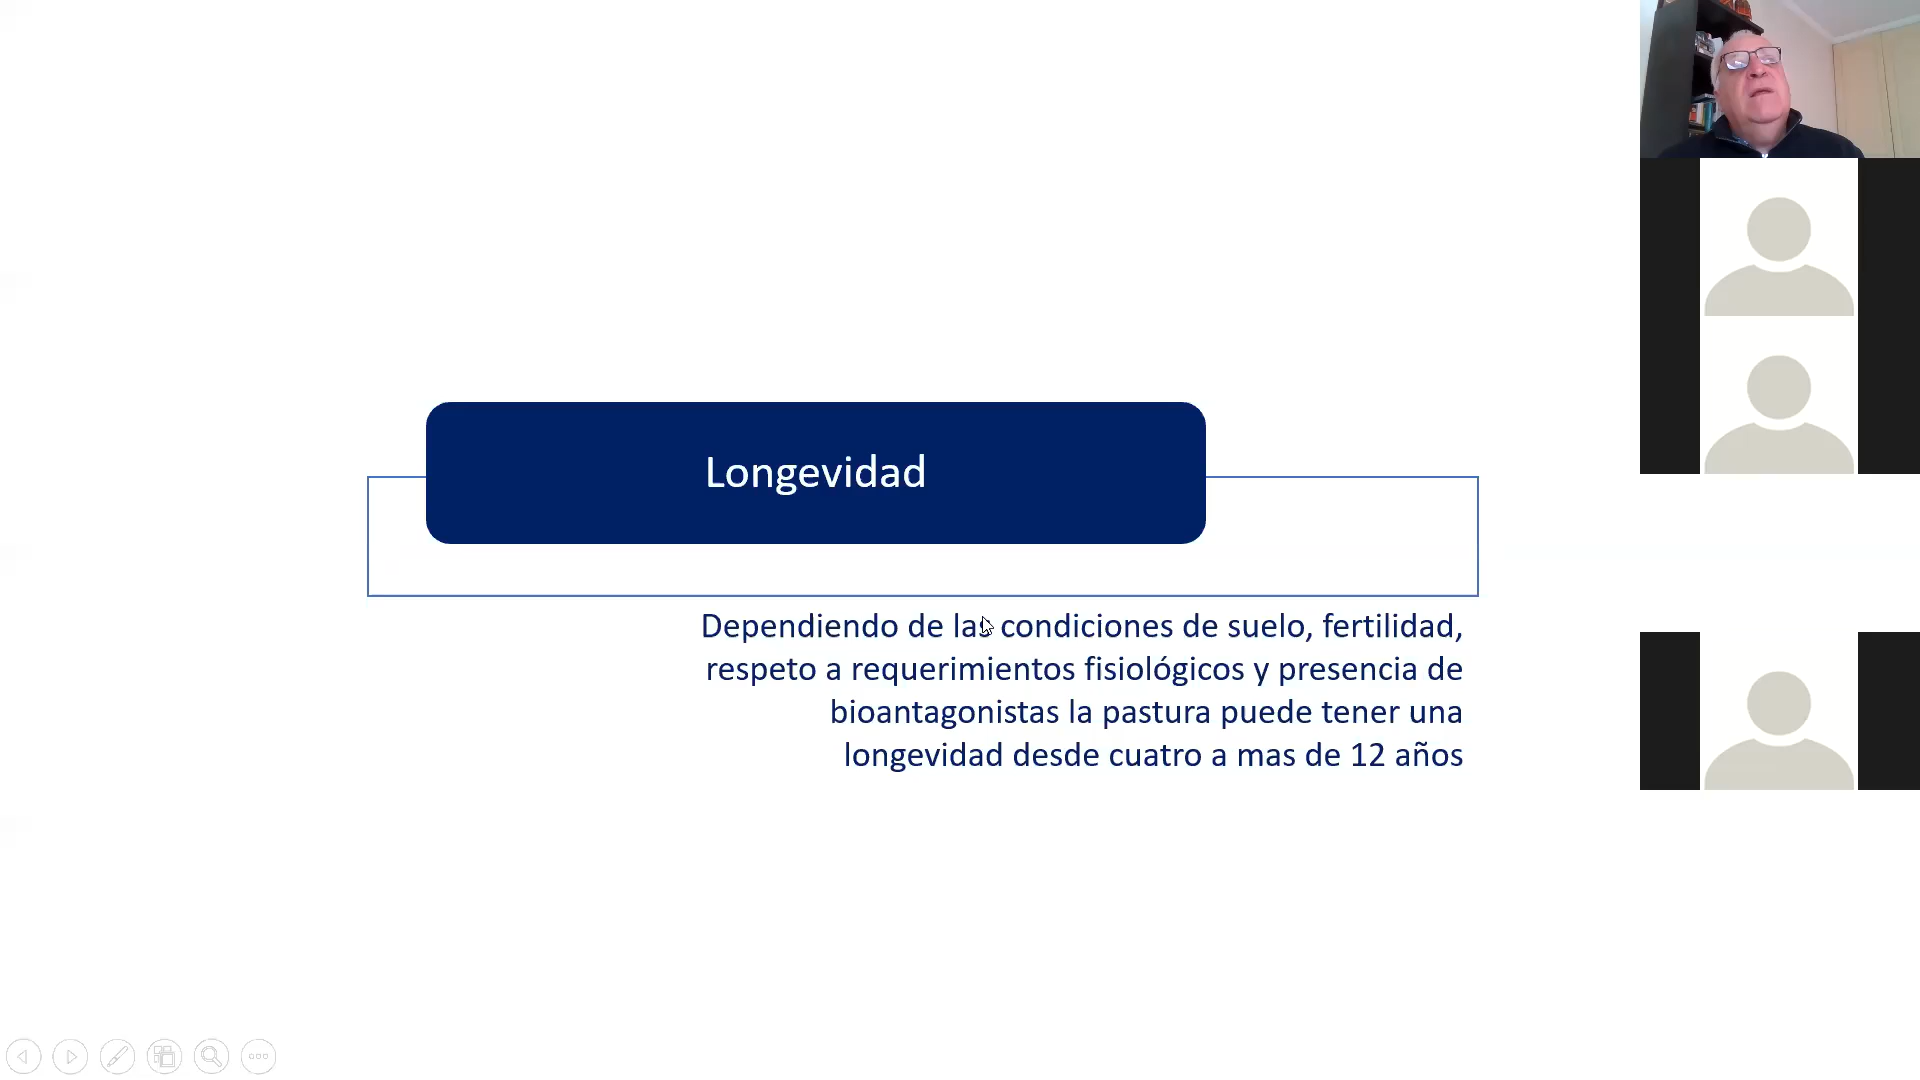 Longevidad
Dependiendo de las condiciones de suelo, fertilidad,
respeto a requerimientos fisiológicos y presencia de
bioantagonistas la pastura puede tener una
longevidad desde cuatro a mas de 12 años